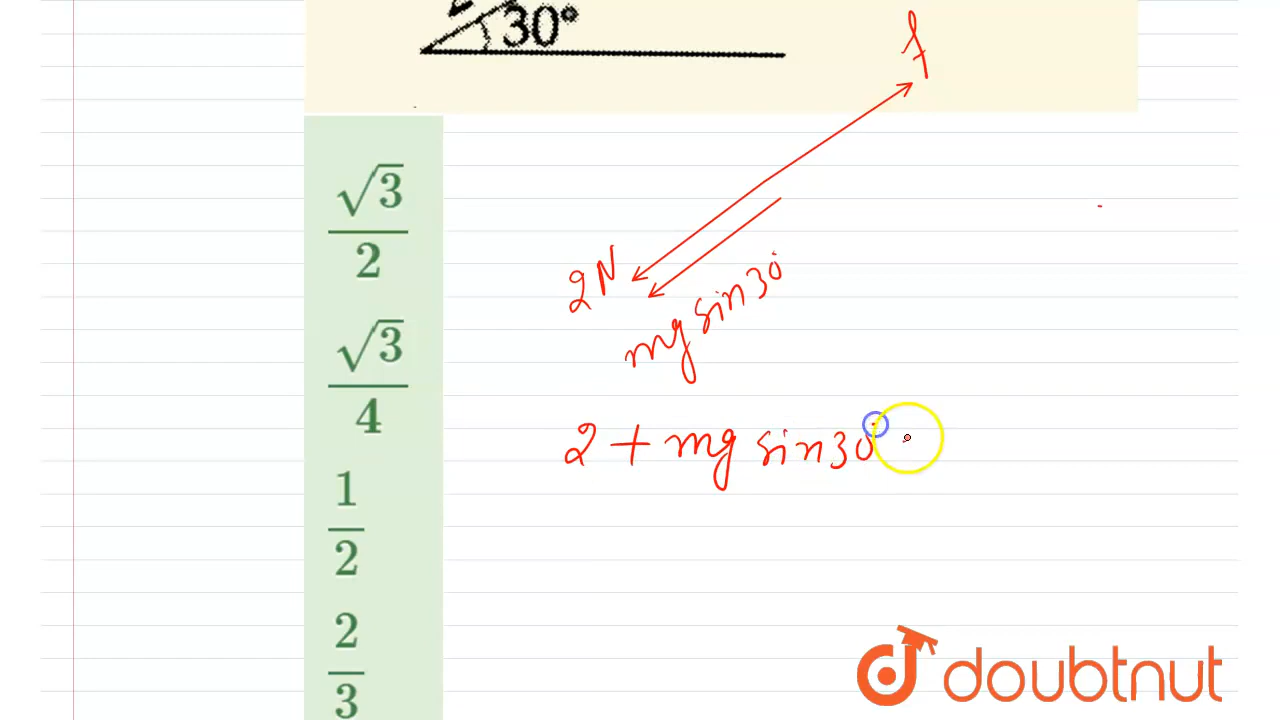 30°
f
√3/2
2N
mg sin30°
√3/4
2 + mg sin30°
1/2
2/3
doubtnut